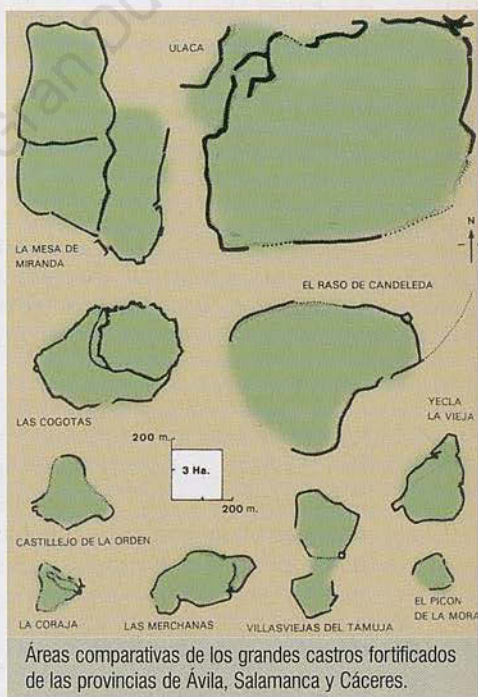 Gran Du
ULACA
LA MESA DE
MIRANDA
N
EL RASO DE CANDELEDA
LAS COGOTAS
YECLA
LA VIEJA
200 m.
3 Ha.
200 m.
CASTILLEJO DE LA ORDEN
LA CORAJA
LAS MERCHANAS
VILLASVIEJAS DEL TAMUJA
EL PICON
DE LA MORA
Áreas comparativas de los grandes castros fortificados
de las provincias de Ávila, Salamanca y Cáceres.